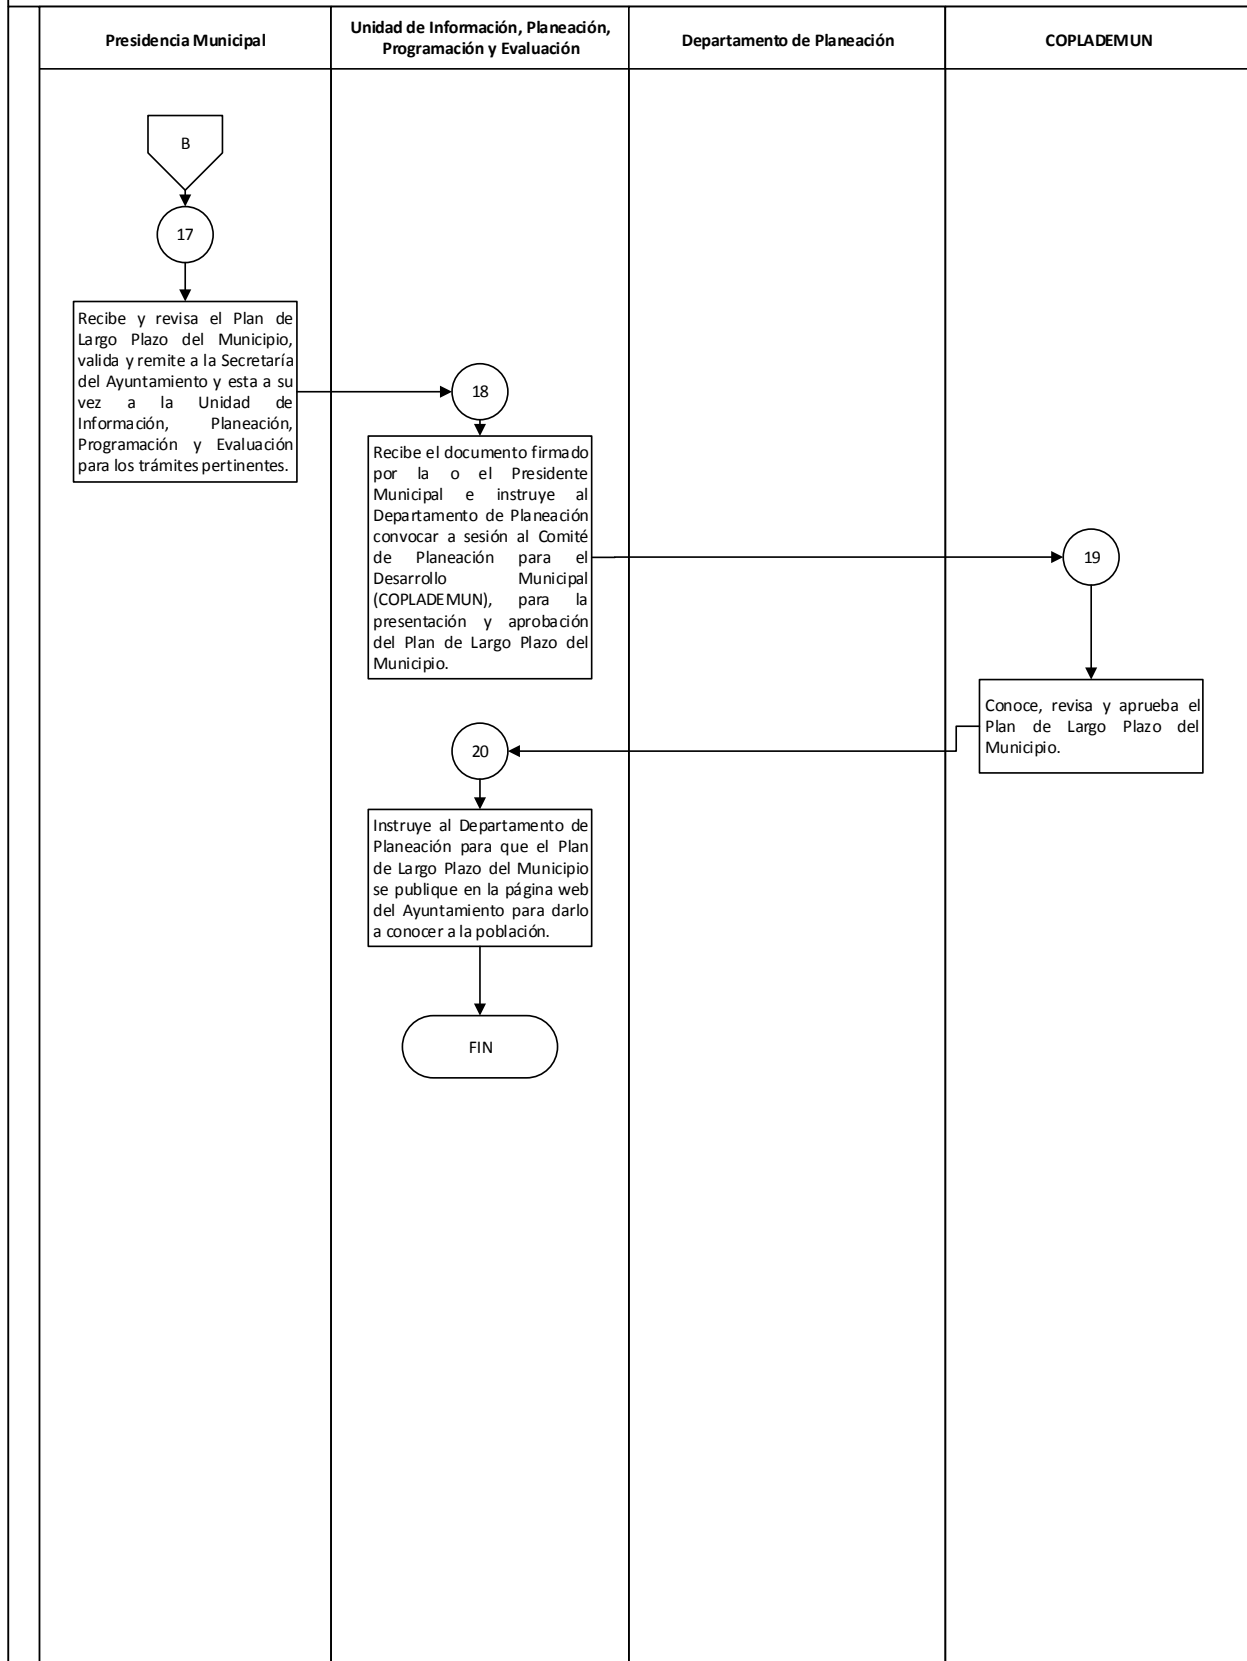 Presidencia Municipal
Unidad de Información, Planeación,
Programación y Evaluación
Departamento de Planeación
COPLADEMUN
B
17
Recibe y revisa el Plan de
Largo Plazo del Municipio,
valida y remite a la Secretaría
del Ayuntamiento y esta a su
vez a la Unidad de
Información, Planeación,
Programación y Evaluación
para los trámites pertinentes.
18
Recibe el documento firmado
por la o el Presidente
Municipal e instruye al
Departamento de Planeación
convocar a sesión al Comité
de Planeación para el
Desarrollo Municipal
(COPLADEMUN), para la
presentación y aprobación
del Plan de Largo Plazo del
Municipio.
19
Conoce, revisa y aprueba el
Plan de Largo Plazo del
Municipio.
20
Instruye al Departamento de
Planeación para que el Plan
de Largo Plazo del Municipio
se publique en la página web
del Ayuntamiento para darlo
a conocer a la población.
FIN